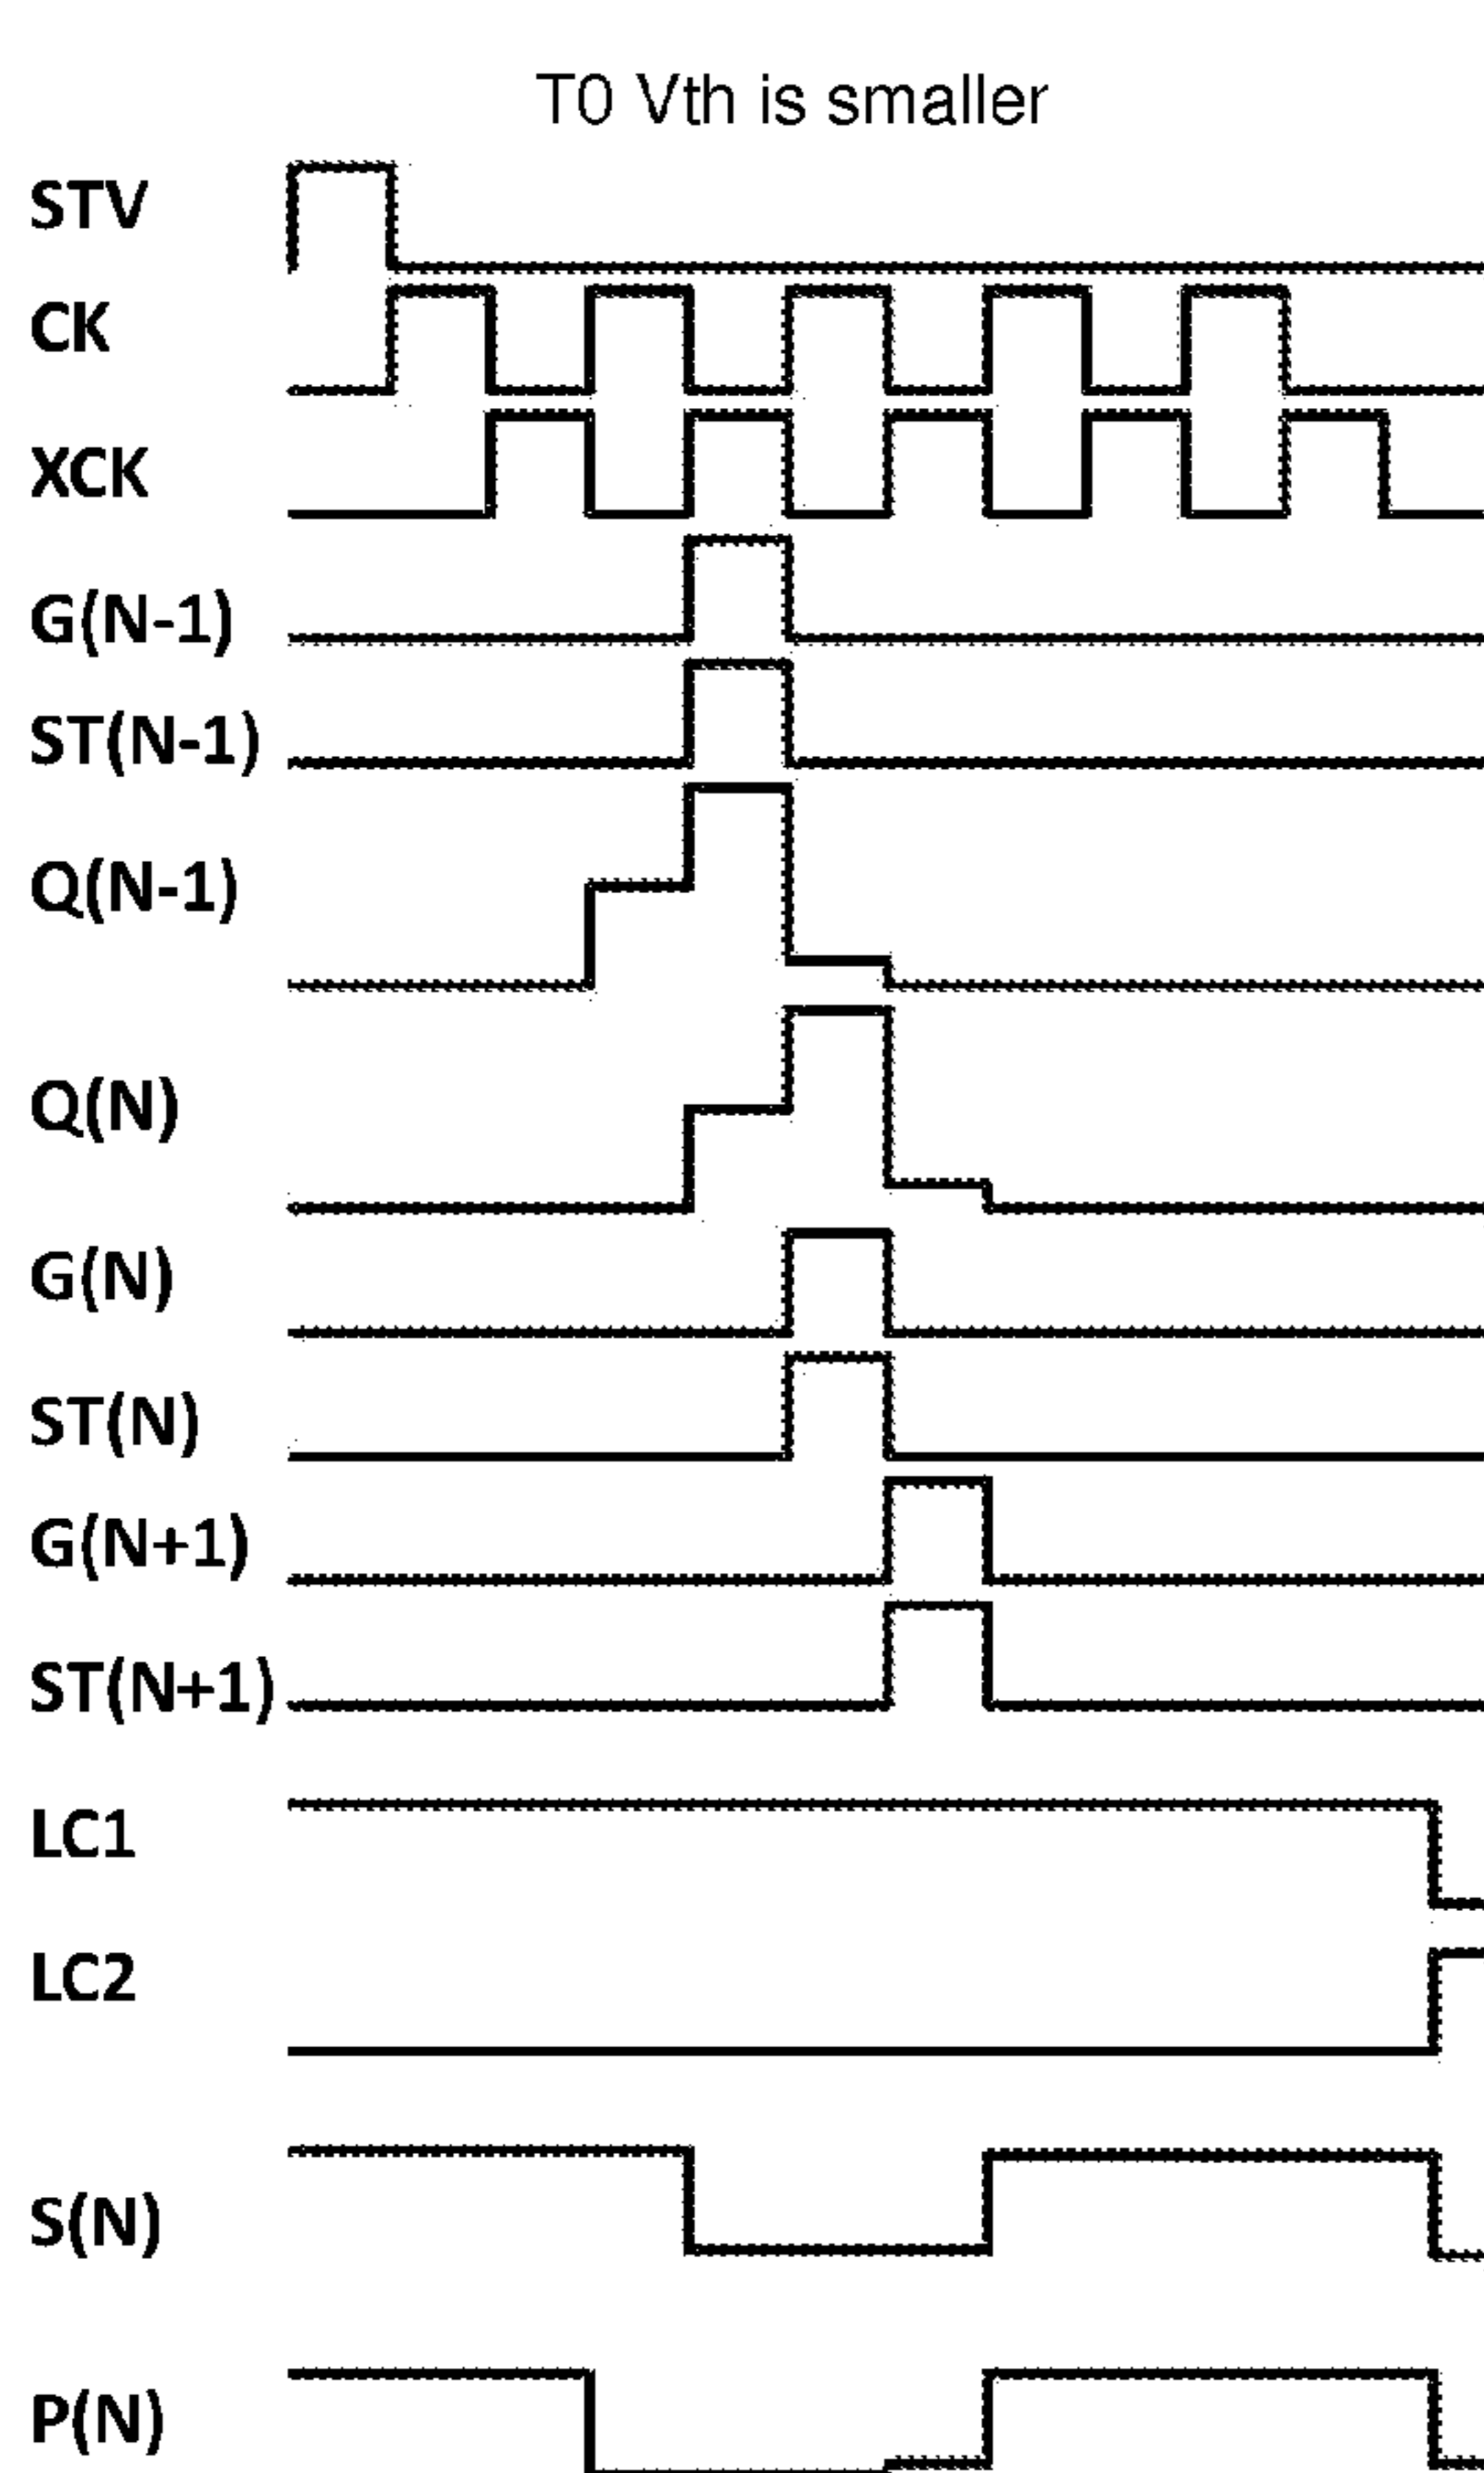 T0 Vth is smaller
STV
CK
XCK
G(N-1)
ST(N-1)
Q(N-1)
Q(N)
G(N)
ST(N)
G(N+1)
ST(N+1)
LC1
LC2
S(N)
P(N)